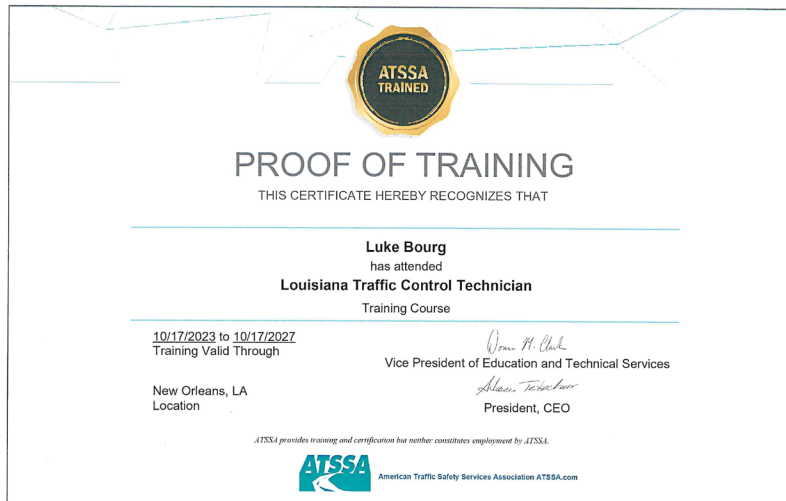 ATSSA
TRAINED
PROOF OF TRAINING
THIS CERTIFICATE HEREBY RECOGNIZES THAT
Luke Bourg
has attended
Louisiana Traffic Control Technician
Training Course
10/17/2023 to 10/17/2027
Training Valid Through
Vice President of Education and Technical Services
New Orleans, LA
Location
President, CEO
ATSSA provides training and certification but neither constitutes employment by ATSSA.
ATSSA
American Traffic Safety Services Association ATSSA.com